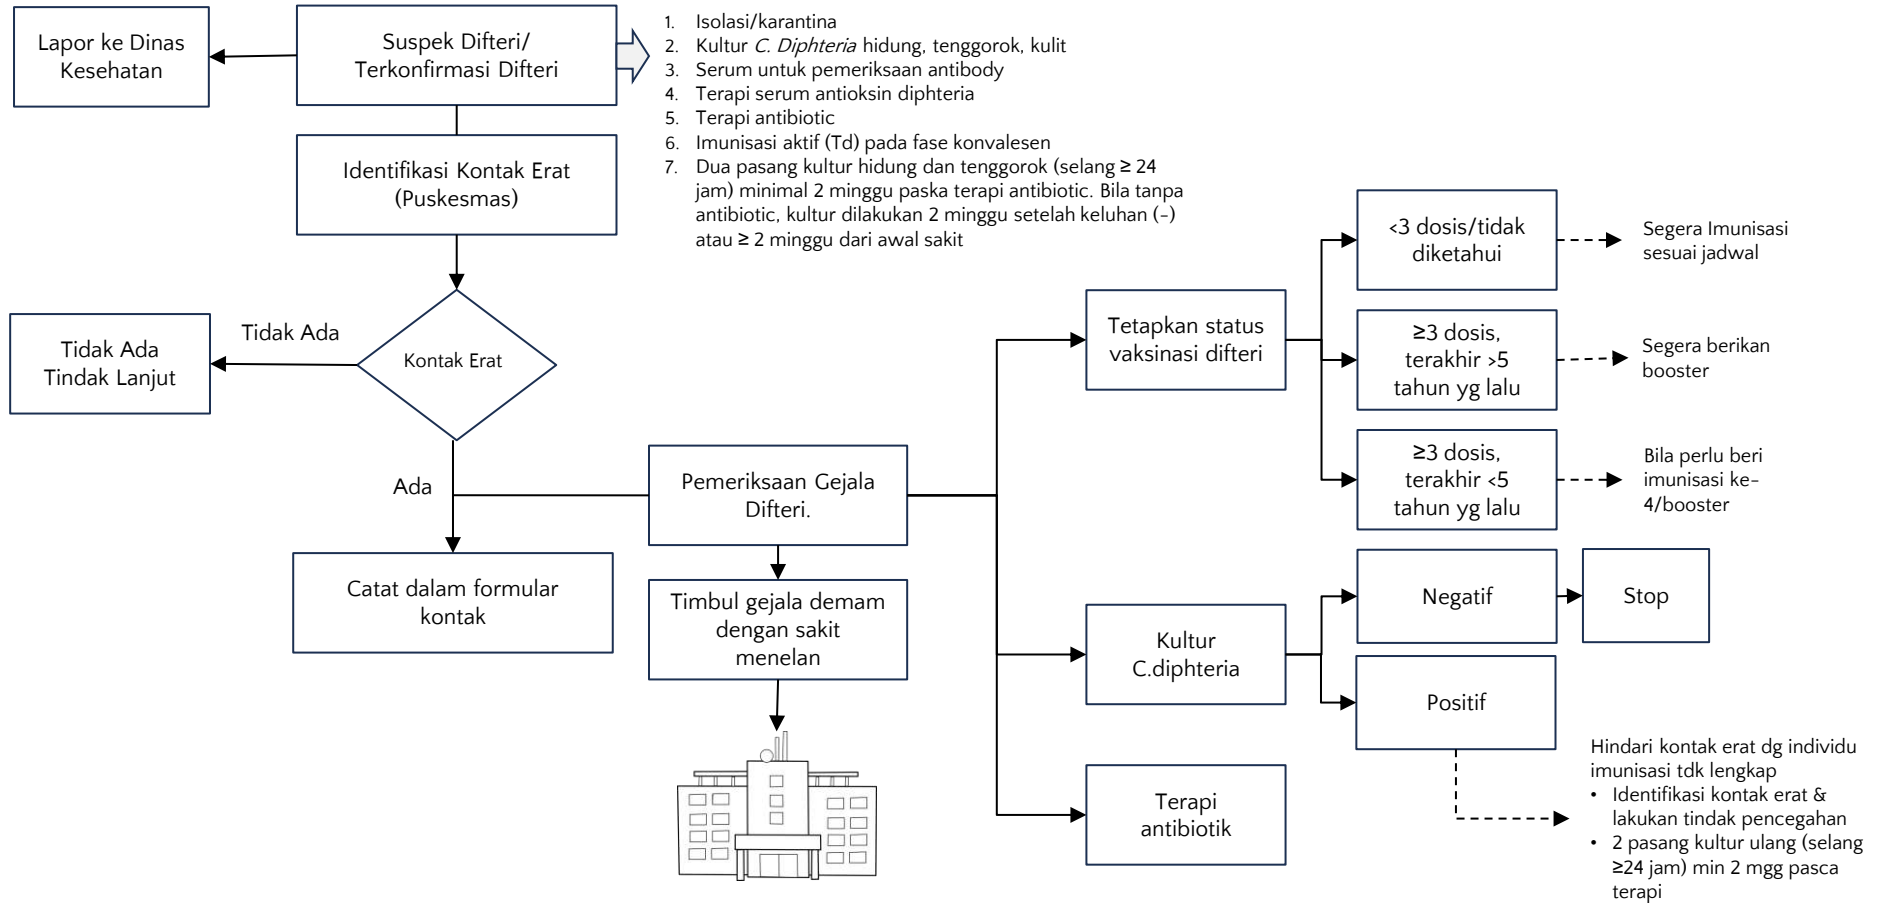 Lapor ke Dinas
Kesehatan
Suspek Difteri/
Terkonfirmasi Difteri
1. Isolasi/karantina
2. Kultur C. Diphteria hidung, tenggorok, kulit
3. Serum untuk pemeriksaan antibody
4. Terapi serum antioksin diphteria
5. Terapi antibiotic
6. Imunisasi aktif (Td) pada fase konvalesen
7. Dua pasang kultur hidung dan tenggorok (selang ≥ 24
jam) minimal 2 minggu paska terapi antibiotic. Bila tanpa
antibiotic, kultur dilakukan 2 minggu setelah keluhan (-)
atau ≥ 2 minggu dari awal sakit
Identifikasi Kontak Erat
(Puskesmas)
Kontak Erat
Tidak Ada
Tidak Ada
Tindak Lanjut
Ada
Catat dalam formular
kontak
Pemeriksaan Gejala
Difteri.
Timbul gejala demam
dengan sakit
menelan
Tetapkan status
vaksinasi difteri
<3 dosis/tidak
diketahui
Segera Imunisasi
sesuai jadwal
≥3 dosis,
terakhir >5
tahun yg lalu
Segera berikan
booster
≥3 dosis,
terakhir <5
tahun yg lalu
Bila perlu beri
imunisasi ke-
4/booster
Kultur
C.diphteria
Negatif
Stop
Positif
Hindari kontak erat dg individu
imunisasi tdk lengkap
• Identifikasi kontak erat &
lakukan tindak pencegahan
• 2 pasang kultur ulang (selang
≥24 jam) min 2 mgg pasca
terapi
Terapi
antibiotik